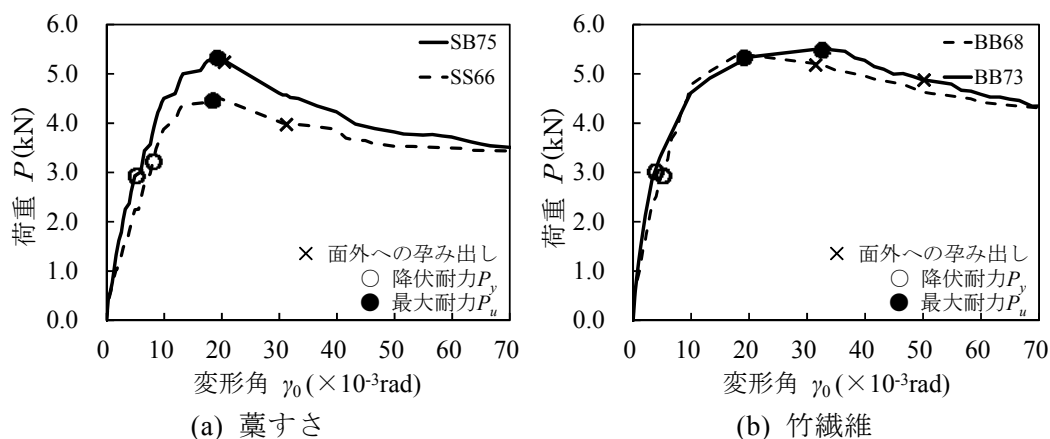 6.0
5.0
4.0
3.0
2.0
1.0
0.0
荷重 P(kN)
SB75
SS66
× 面外への孕み出し
○ 降伏耐力Py
● 最大耐力Pu
0 10 20 30 40 50 60 70
変形角 γ0 (×10-3rad)
(a) 藁すさ
6.0
5.0
4.0
3.0
2.0
1.0
0.0
荷重 P(kN)
BB68
BB73
× 面外への孕み出し
○ 降伏耐力Py
● 最大耐力Pu
0 10 20 30 40 50 60 70
変形角 γ0 (×10-3rad)
(b) 竹繊維